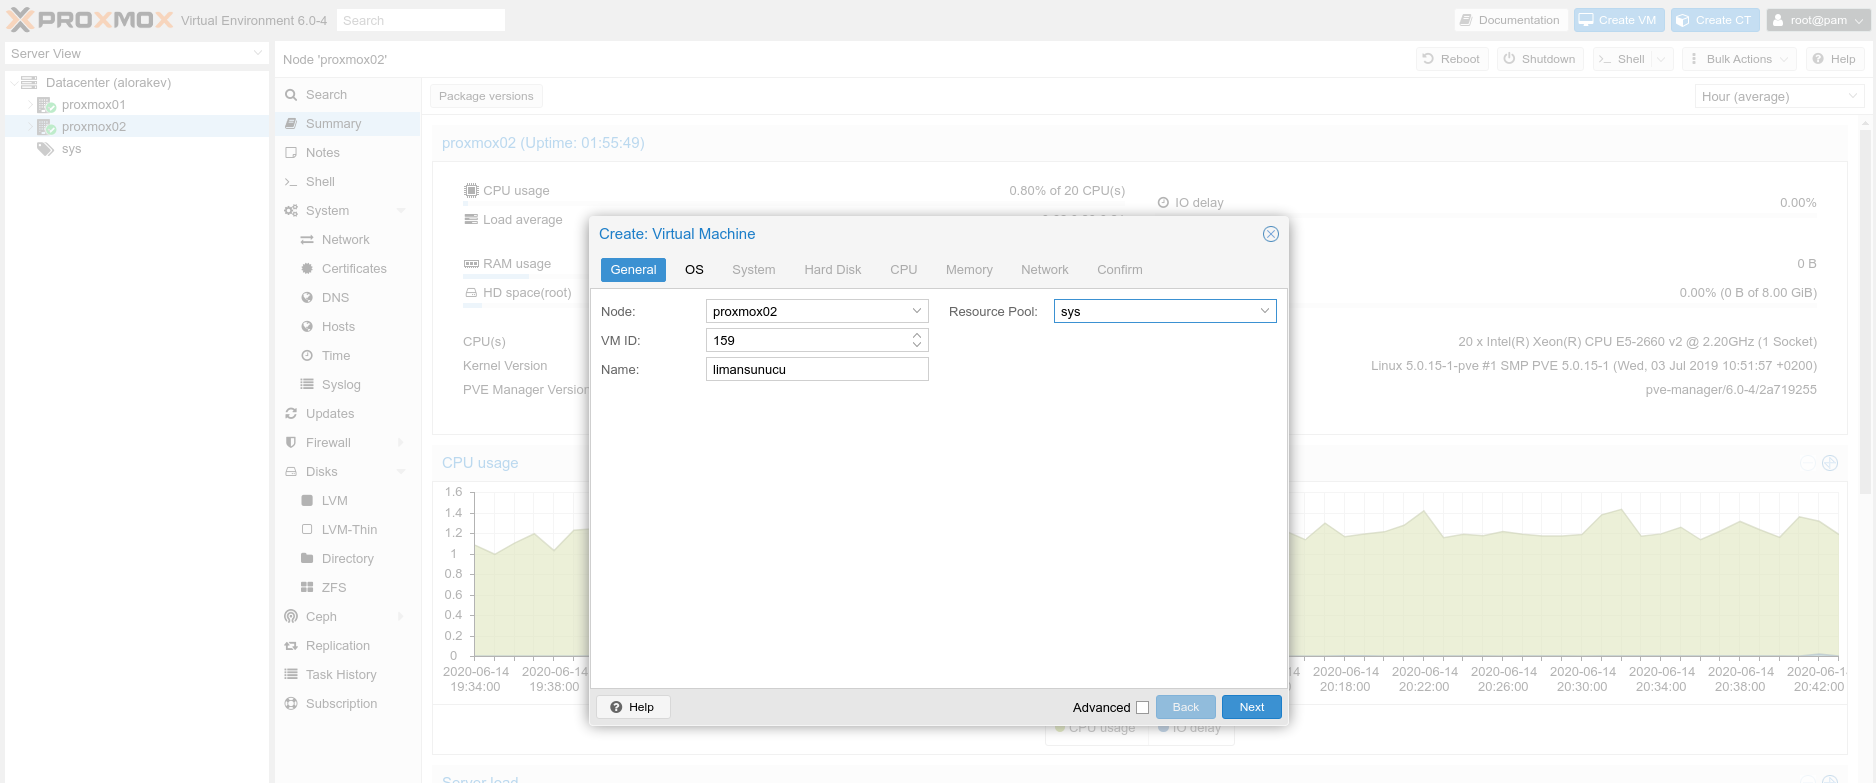 PROXMOX Virtual Environment 6.0-4 Search Documentation Create VM Create CT root@pam
Server View
Datacenter (alorakev)
proxmox01
proxmox02
sys
Node 'proxmox02' Reboot Shutdown Shell Bulk Actions Help
Search
Summary
Notes
Shell
System
Network
Certificates
DNS
Hosts
Time
Syslog
Updates
Firewall
Disks
LVM
LVM-Thin
Directory
ZFS
Ceph
Replication
Task History
Subscription
Package versions Hour (average)
proxmox02 (Uptime: 01:55:49)
CPU usage 0.80% of 20 CPU(s) IO delay 0.00%
Load average
RAM usage 0 B
HD space(root) 0.00% (0 B of 8.00 GiB)
CPU(s) 20 x Intel(R) Xeon(R) CPU E5-2660 v2 @ 2.20GHz (1 Socket)
Kernel Version Linux 5.0.15-1-pve #1 SMP PVE 5.0.15-1 (Wed, 03 Jul 2019 10:51:57 +0200)
PVE Manager Version pve-manager/6.0-4/2a719255
Create: Virtual Machine
General OS System Hard Disk CPU Memory Network Confirm
Node: proxmox02 Resource Pool: sys
VM ID: 159
Name: limansunucu
Help Advanced Back Next
CPU usage
1.6
1.4
1.2
1
0.8
0.6
0.4
0.2
0
2020-06-14 2020-06-14 2020-06-14 2020-06-14 2020-06-14 2020-06-14 2020-06-14 2020-06-14 2020-06-14
19:34:00 19:38:00 20:18:00 20:22:00 20:26:00 20:30:00 20:34:00 20:38:00 20:42:00
CPU usage IO delay
Server load